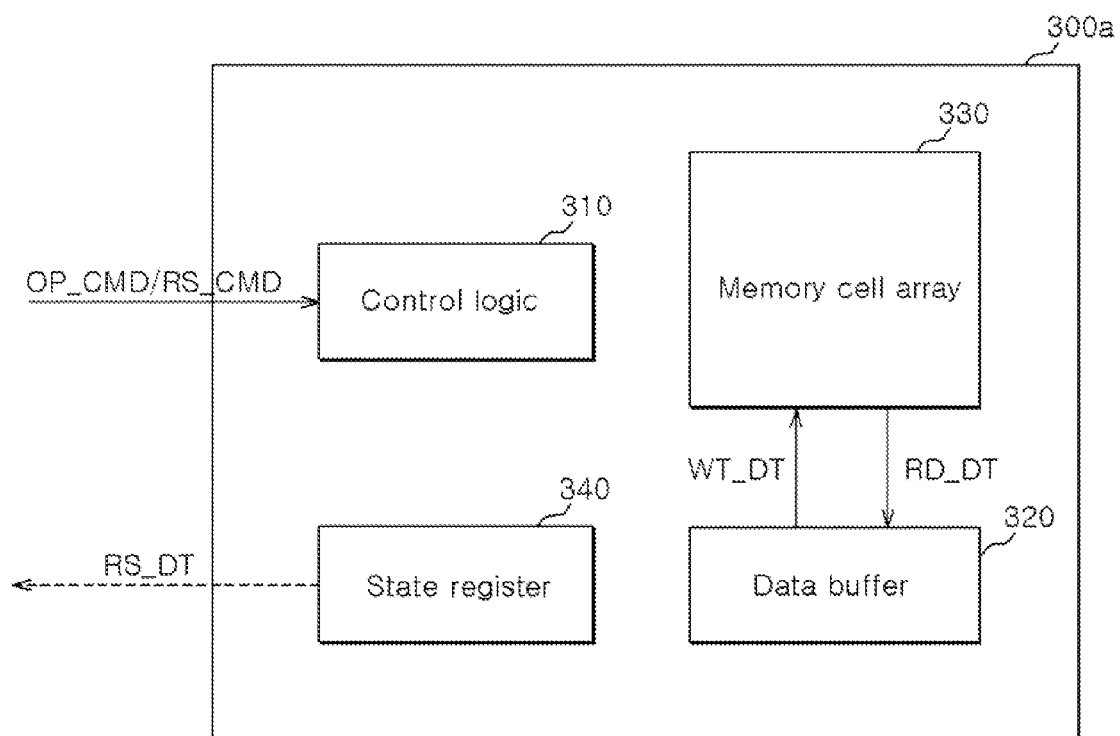 300a
330
310
OP_CMD/RS_CMD
Control logic
Memory cell array
WT_DT
RD_DT
340
320
RS_DT
State register
Data buffer